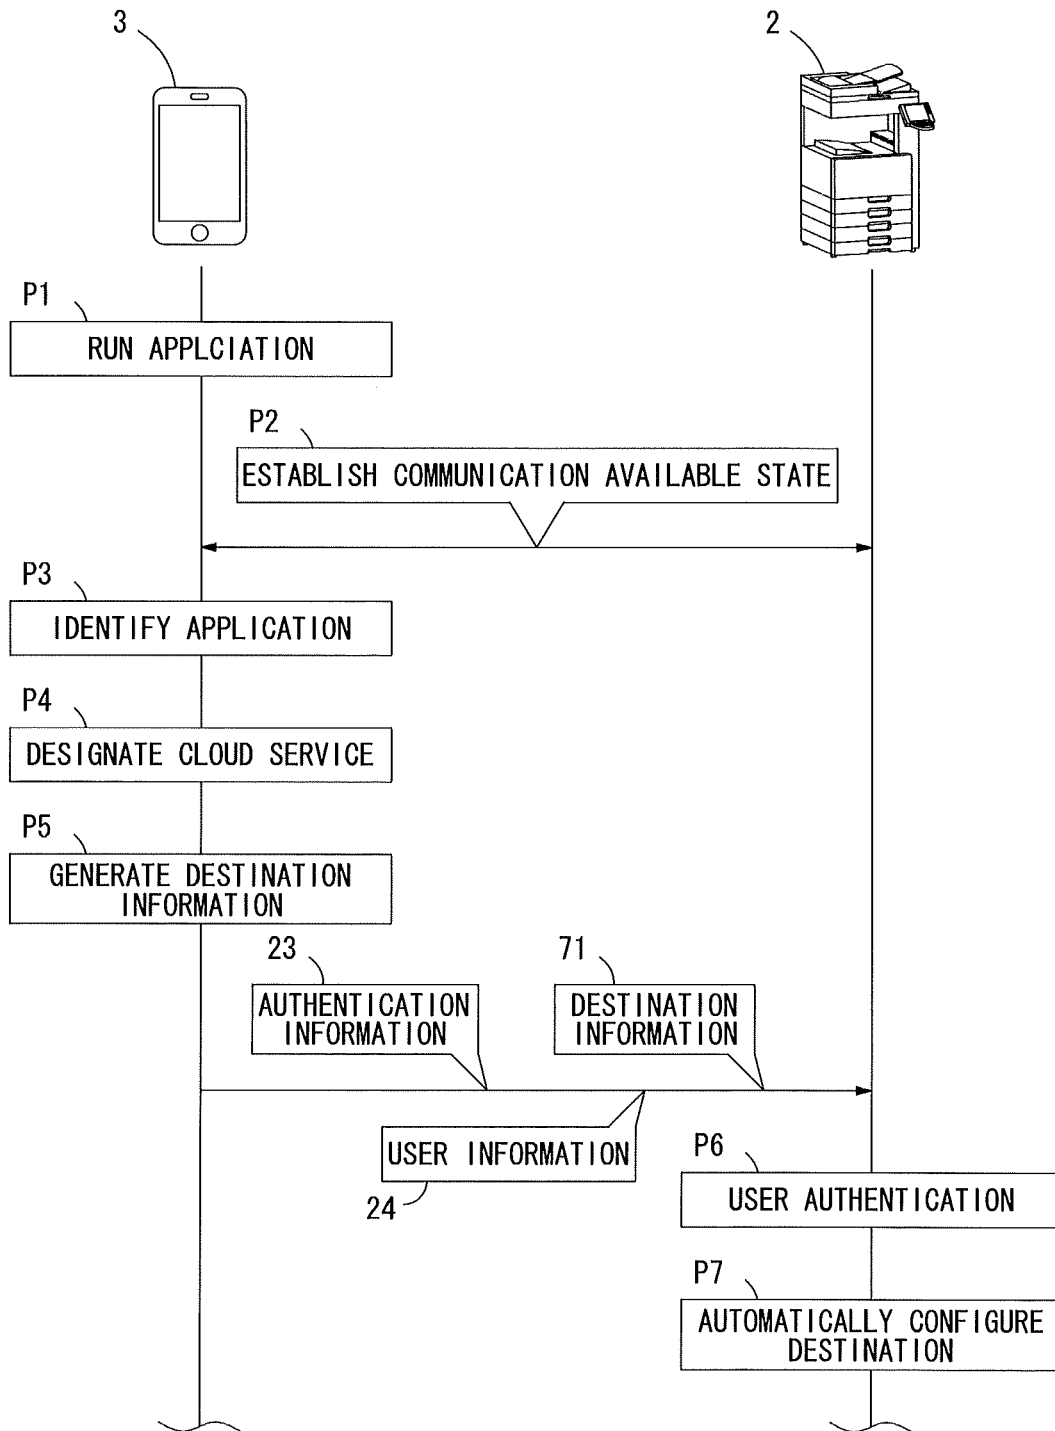 3
2
P1
RUN APPLCIATION
P2
ESTABLISH COMMUNICATION AVAILABLE STATE
P3
IDENTIFY APPLICATION
P4
DESIGNATE CLOUD SERVICE
P5
GENERATE DESTINATION
INFORMATION
23
AUTHENTICATION
INFORMATION
71
DESTINATION
INFORMATION
USER INFORMATION
24
P6
USER AUTHENTICATION
P7
AUTOMATICALLY CONFIGURE
DESTINATION